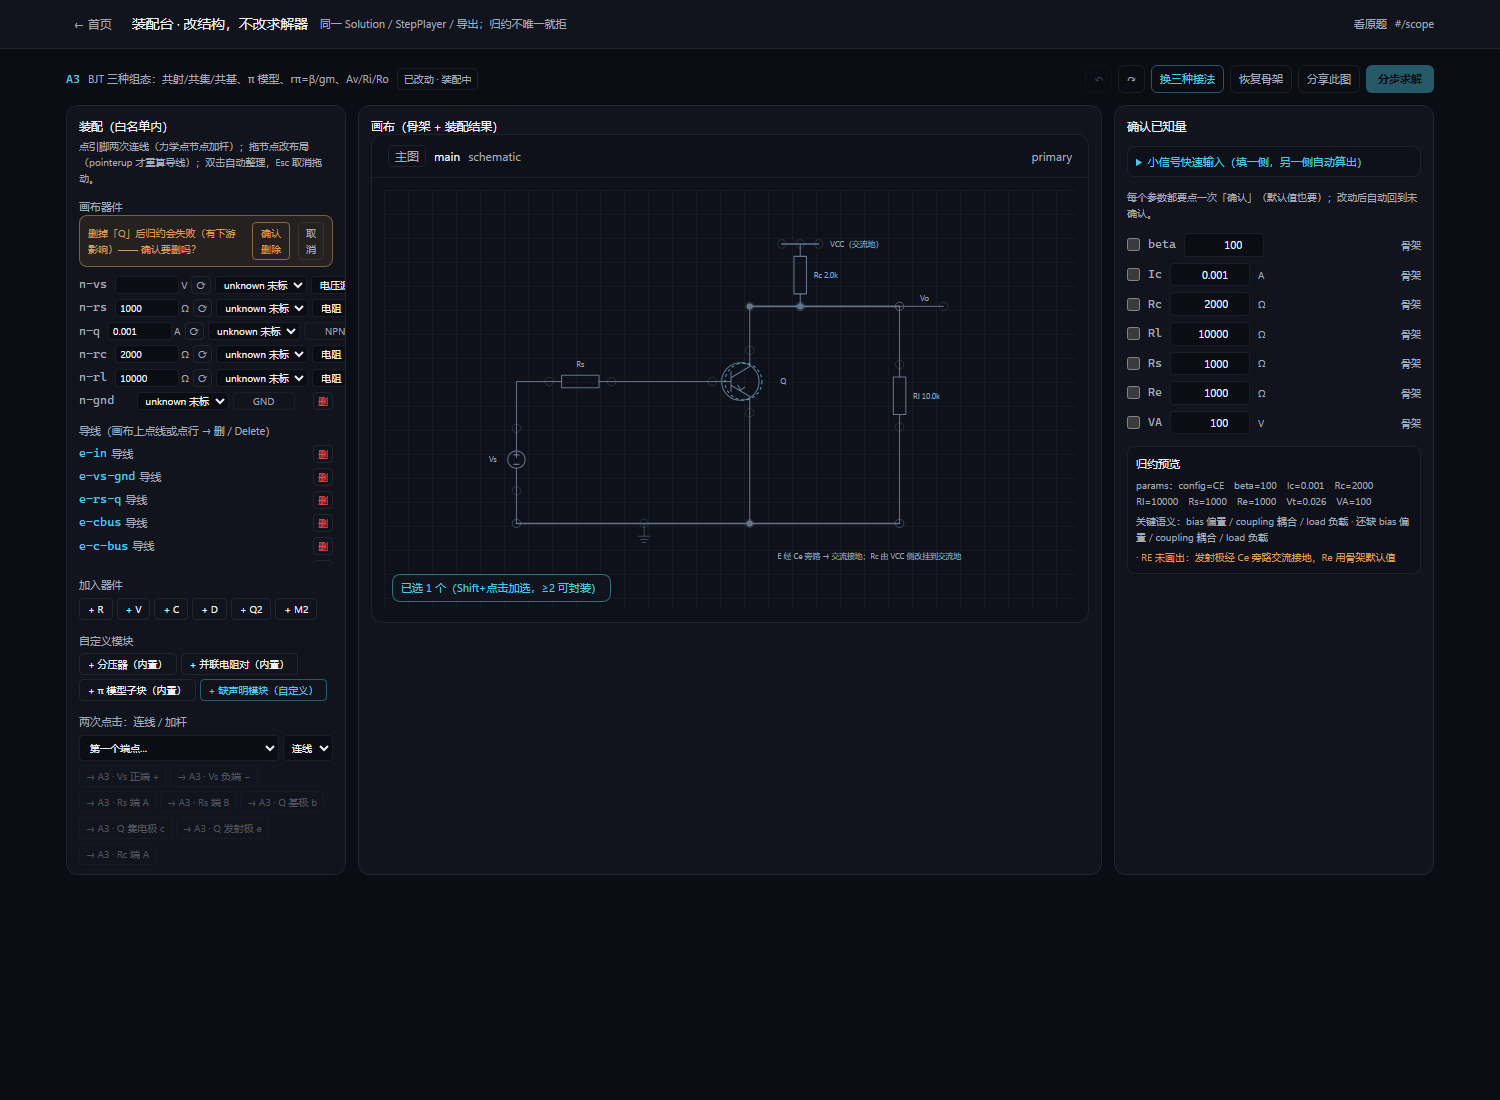 ← 首页 装配台 · 改结构，不改求解器 同一 Solution / StepPlayer / 导出；归约不唯一就拒 看原题 #/scope
A3 BJT 三种组态：共射/共集/共基、π 模型、rπ=β/gm、Av/Ri/Ro 已改动 · 装配中 换三种接法 恢复骨架 分享此图 分步求解
装配（白名单内）
点引脚两次连线（力学点节点加杆）；拖节点改布局
（pointerup 才重算导线）；双击自动整理，Esc 取消拖
动。
画布器件
删掉「Q」后归约会失败（有下游
影响）—— 确认要删吗？
确认
删除
取
消
n-vs V unknown 未标 电压源
n-rs 1000 Ω unknown 未标 电阻
n-q 0.001 A unknown 未标 NPN
n-rc 2000 Ω unknown 未标 电阻
n-rl 10000 Ω unknown 未标 电阻
n-gnd unknown 未标 GND 删
导线（画布上点线或点行 → 删 / Delete）
e-in 导线 删
e-vs-gnd 导线 删
e-rs-q 导线 删
e-cbus 导线 删
e-c-bus 导线 删
加入器件
+ R + V + C + D + Q2 + M2
自定义模块
+ 分压器（内置） + 并联电阻对（内置）
+ π 模型子块（内置） + 缺声明模块（自定义）
两次点击：连线 / 加杆
第一个端点... 连线
→ A3 · Vs 正端 + → A3 · Vs 负端 −
→ A3 · Rs 端 A → A3 · Rs 端 B → A3 · Q 基极 b
→ A3 · Q 集电极 c → A3 · Q 发射极 e
→ A3 · Rc 端 A
画布（骨架 + 装配结果）
主图 main schematic primary
VCC（交流地）
Rc 2.0k
Vo
Rs
Q
Rl 10.0k
Vs
E 经 Ce 旁路 → 交流接地；Rc 由 VCC 侧改挂到交流地
已选 1 个（Shift+点击加选，≥2 可封装）
确认已知量
▸ 小信号快速输入（填一侧，另一侧自动算出）
每个参数都要点一次「确认」（默认值也要）；改动后自动回到未
确认。
beta 100 骨架
Ic 0.001 A 骨架
Rc 2000 Ω 骨架
Rl 10000 Ω 骨架
Rs 1000 Ω 骨架
Re 1000 Ω 骨架
VA 100 V 骨架
归约预览
params: config=CE beta=100 Ic=0.001 Rc=2000
Rl=10000 Rs=1000 Re=1000 Vt=0.026 VA=100
关键语义：bias 偏置 / coupling 耦合 / load 负载 · 还缺 bias 偏
置 / coupling 耦合 / load 负载
· RE 未画出：发射极经 Ce 旁路交流接地，Re 用骨架默认值